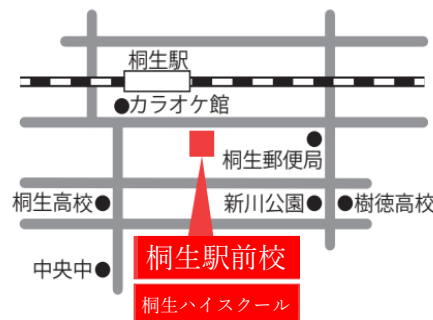 桐生駅
カラオケ館
桐生郵便局
桐生高校
新川公園
樹徳高校
桐生駅前校
中央中
桐生ハイスクール